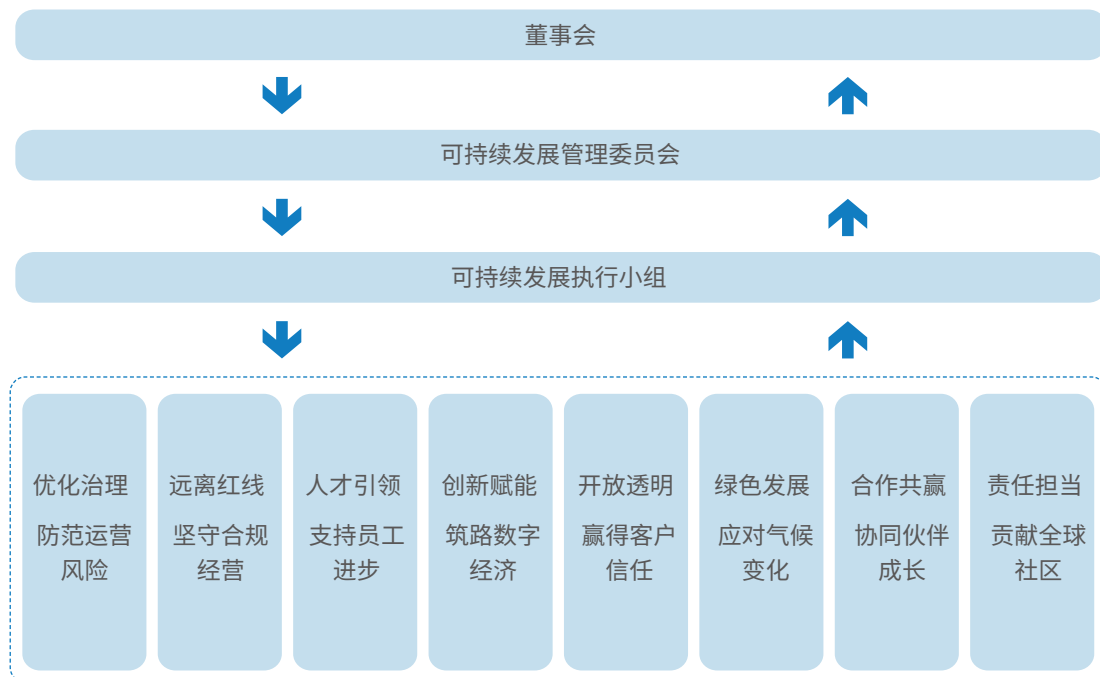 董事会
可持续发展管理委员会
可持续发展执行小组
优化治理
防范运营
风险
远离红线
坚守合规
经营
人才引领
支持员工
进步
创新赋能
筑路数字
经济
开放透明
赢得客户
信任
绿色发展
应对气候
变化
合作共赢
协同伙伴
成长
责任担当
贡献全球
社区